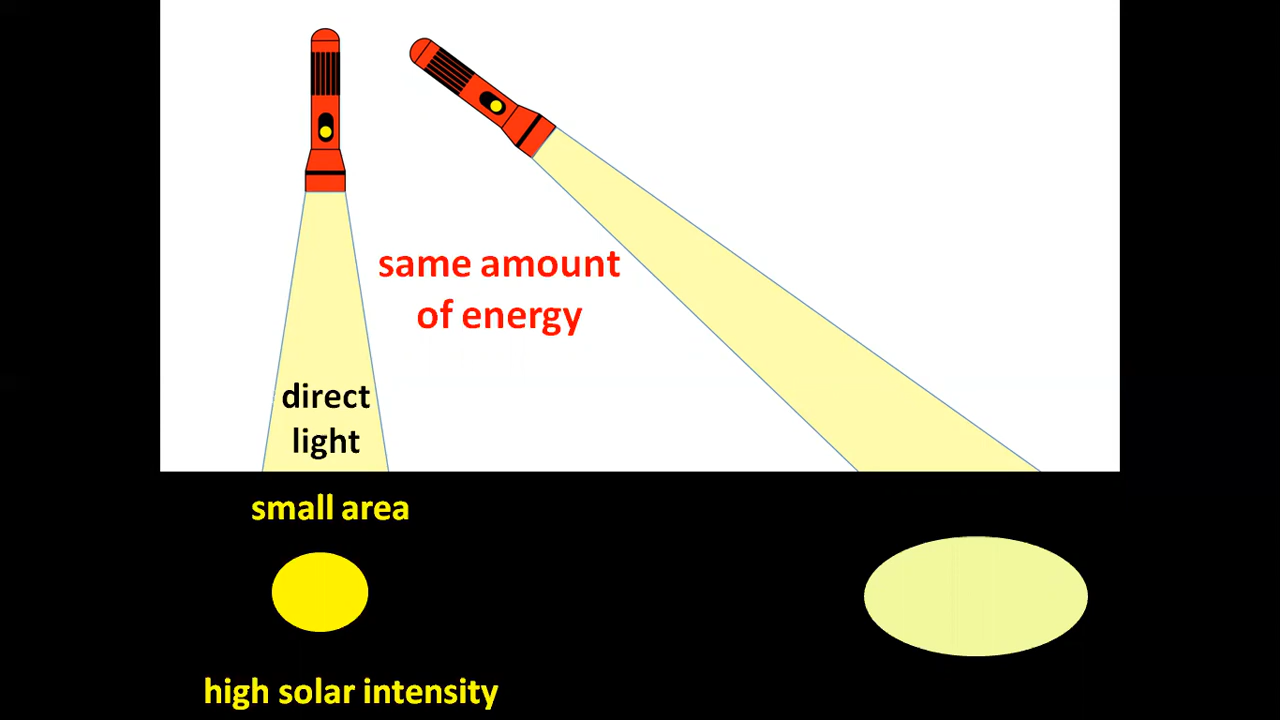 same amount
of energy
direct
light
small area
high solar intensity